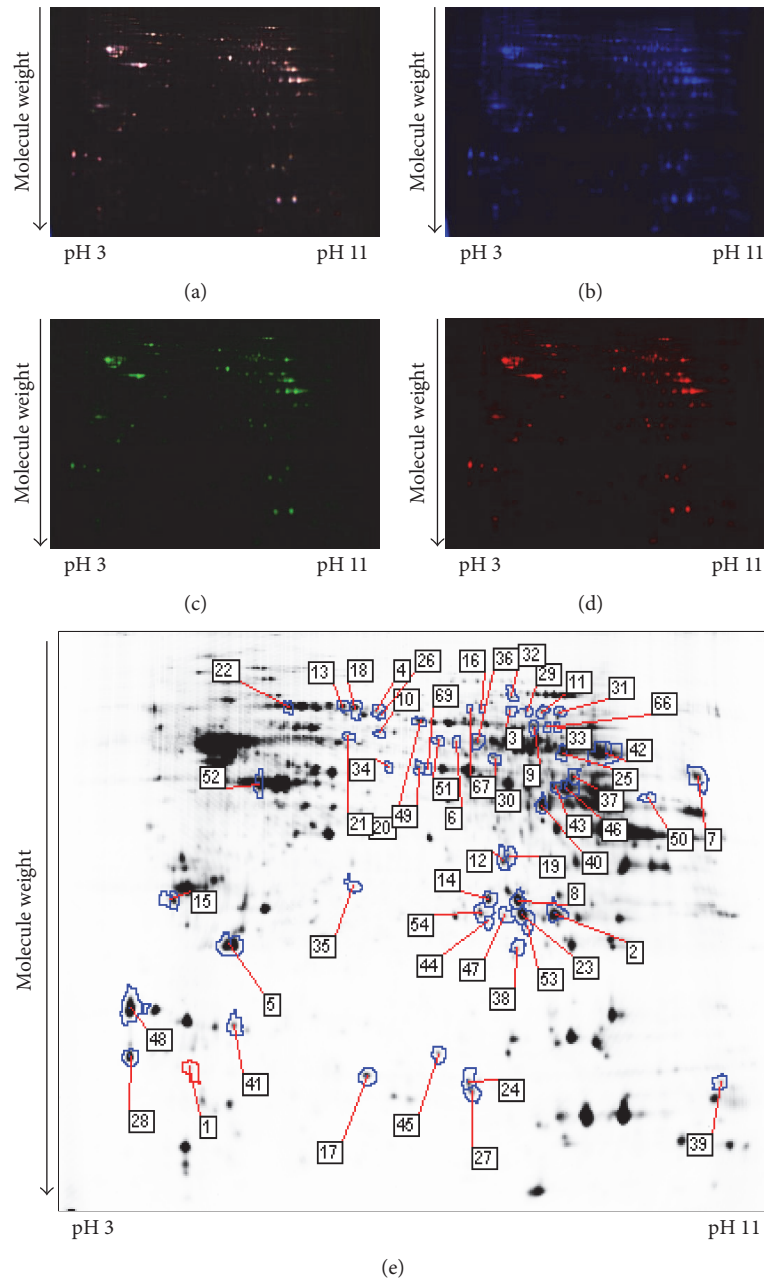 Molecule weight
Molecule weight
pH 3
pH 11
pH 3
pH 11
(a)
(b)
Molecule weight
Molecule weight
pH 3
pH 11
pH 3
pH 11
(c)
(d)
Molecule weight
22
13
18
4
26
16
36
32
29
11
31
69
10
66
3
33
42
52
34
9
25
51
67
30
37
21
20
49
6
43
46
50
7
40
12
19
14
8
15
35
54
44
47
23
2
5
53
38
48
41
28
1
17
45
24
27
39
pH 3
pH 11
(e)